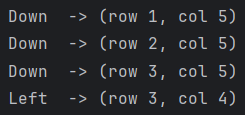 Down  -> (row 1, col 5)
Down  -> (row 2, col 5)
Down  -> (row 3, col 5)
Left  -> (row 3, col 4)